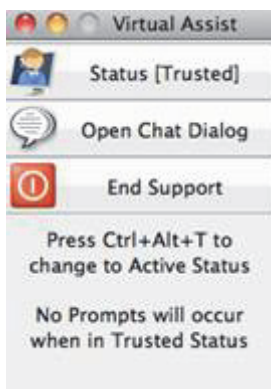 Virtual Assist
Status [Trusted]
Open Chat Dialog
End Support
Press Ctrl+Alt+T to
change to Active Status
No Prompts will occur
when in Trusted Status